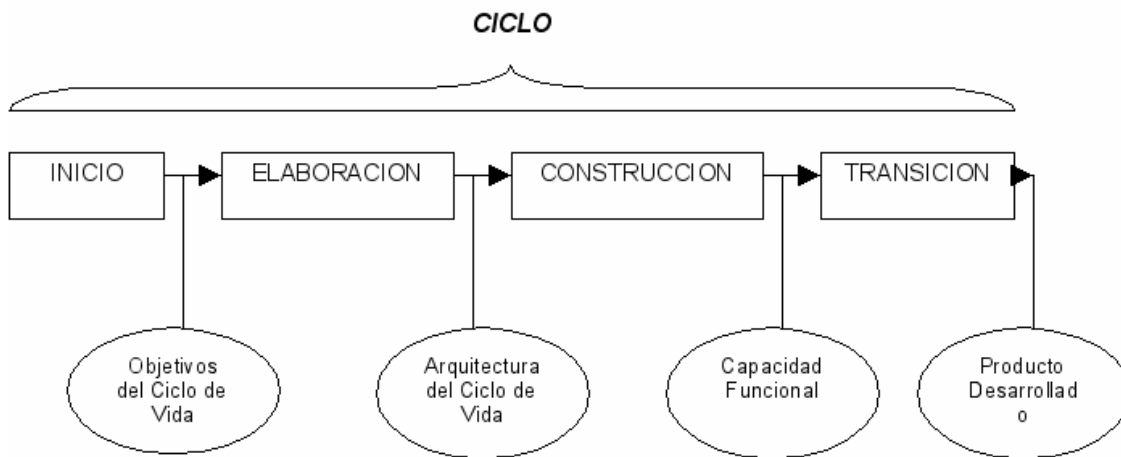 CICLO
INICIO
ELABORACION
CONSTRUCCION
TRANSICION
Objetivos
del Ciclo de
Vida
Arquitectura
del Ciclo de
Vida
Capacidad
Funcional
Producto
Desarrollad
o